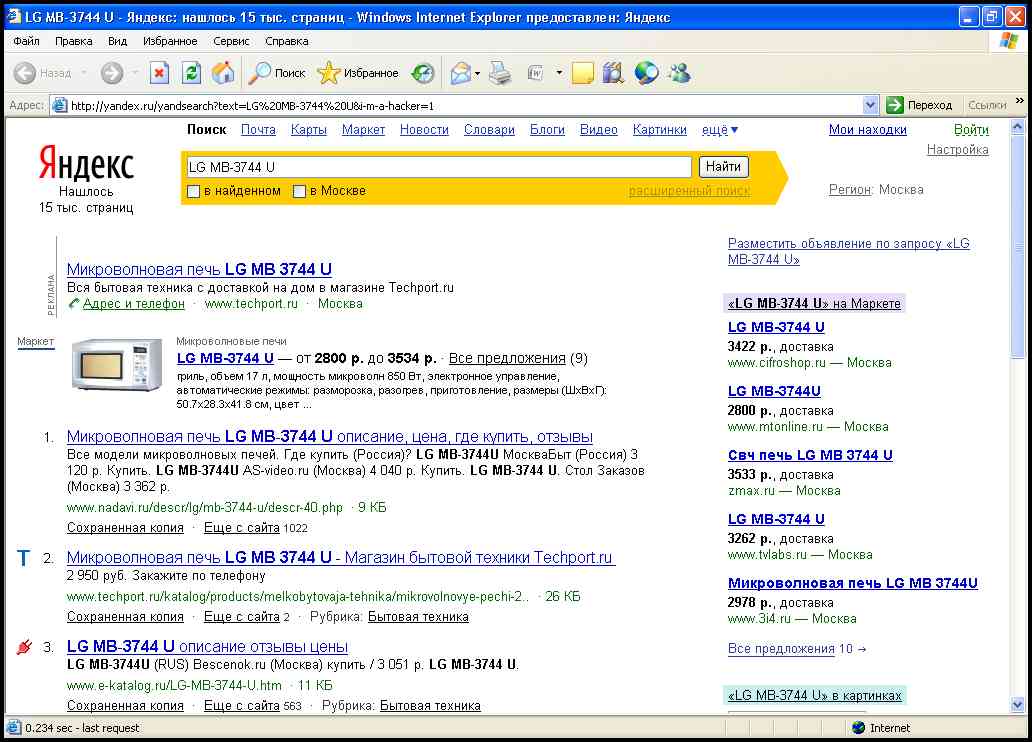 LG MB-3744 U - Яндекс: нашлось 15 тыс. страниц - Windows Internet Explorer предоставлен: Яндекс
Файл Правка Вид Избранное Сервис Справка
Назад Поиск Избранное
Адрес: http://yandex.ru/yandsearch?text=LG%20MB-3744%20U&i-m-a-hacker=1 Переход Ссылки »
Поиск Почта Карты Маркет Новости Словари Блоги Видео Картинки ещё ▼ Мои находки Войти
Настройка
Яндекс
Нашлось
15 тыс. страниц
LG MB-3744 U Найти
в найденном в Москве расширенный поиск
Регион: Москва
РЕКЛАМА
Микроволновая печь LG MB 3744 U
Вся бытовая техника с доставкой на дом в магазине Techport.ru
Адрес и телефон · www.techport.ru · Москва
Маркет
Микроволновые печи
LG MB-3744 U — от 2800 р. до 3534 р. · Все предложения (9)
гриль, объем 17 л, мощность микроволн 850 Вт, электронное управление,
автоматические режимы: разморозка, разогрев, приготовление, размеры (ШxВxГ):
50.7x28.3x41.8 см, цвет ...
1. Микроволновая печь LG MB-3744 U описание, цена, где купить, отзывы
Все модели микроволновых печей. Где купить (Россия)? LG MB-3744U МоскваБыт (Россия) 3
120 р. Купить. LG MB-3744U AS-video.ru (Москва) 4 040 р. Купить. LG MB-3744 U. Стол Заказов
(Москва) 3 362 р.
www.nadavi.ru/descr/lg/mb-3744-u/descr-40.php · 9 КБ
Сохраненная копия · Еще с сайта 1022
T 2. Микроволновая печь LG MB 3744 U - Магазин бытовой техники Techport.ru
2 950 руб. Закажите по телефону
www.techport.ru/katalog/products/melkobytovaja-tehnika/mikrovolnovye-pechi-2.. · 26 КБ
Сохраненная копия · Еще с сайта 2 · Рубрика: Бытовая техника
3. LG MB-3744 U описание отзывы цены
LG MB-3744U (RUS) Bescenok.ru (Москва) купить / 3 051 р. LG MB-3744 U.
www.e-katalog.ru/LG-MB-3744-U.htm · 11 КБ
Сохраненная копия · Еще с сайта 563 · Рубрика: Бытовая техника
Разместить объявление по запросу «LG
MB-3744 U»
«LG MB-3744 U» на Маркете
LG MB-3744 U
3422 р., доставка
www.cifroshop.ru — Москва
LG MB-3744U
2800 р., доставка
www.mtonline.ru — Москва
Свч печь LG MB 3744 U
3533 р., доставка
zmax.ru — Москва
LG MB-3744 U
3262 р., доставка
www.tvlabs.ru — Москва
Микроволновая печь LG MB 3744U
2978 р., доставка
www.3i4.ru — Москва
Все предложения 10 →
«LG MB-3744 U» в картинках
0.234 sec - last request Internet